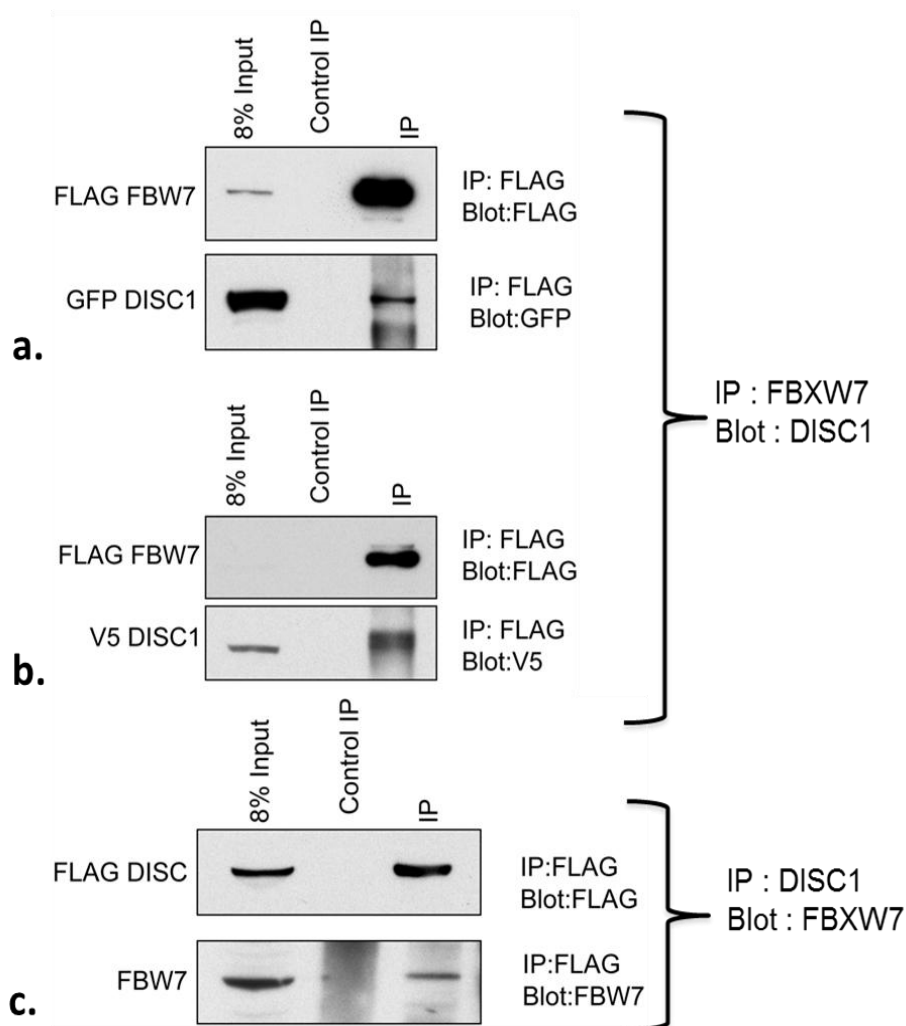 8% Input
Control IP
IP
FLAG FBW7
IP: FLAG
Blot:FLAG
GFP DISC1
IP: FLAG
Blot:GFP
a.
8% Input
Control IP
IP
FLAG FBW7
IP: FLAG
Blot:FLAG
V5 DISC1
IP: FLAG
Blot:V5
b.
IP : FBXW7
Blot : DISC1
8% Input
Control IP
IP
FLAG DISC
IP:FLAG
Blot:FLAG
FBW7
IP:FLAG
Blot:FBW7
c.
IP : DISC1
Blot : FBXW7